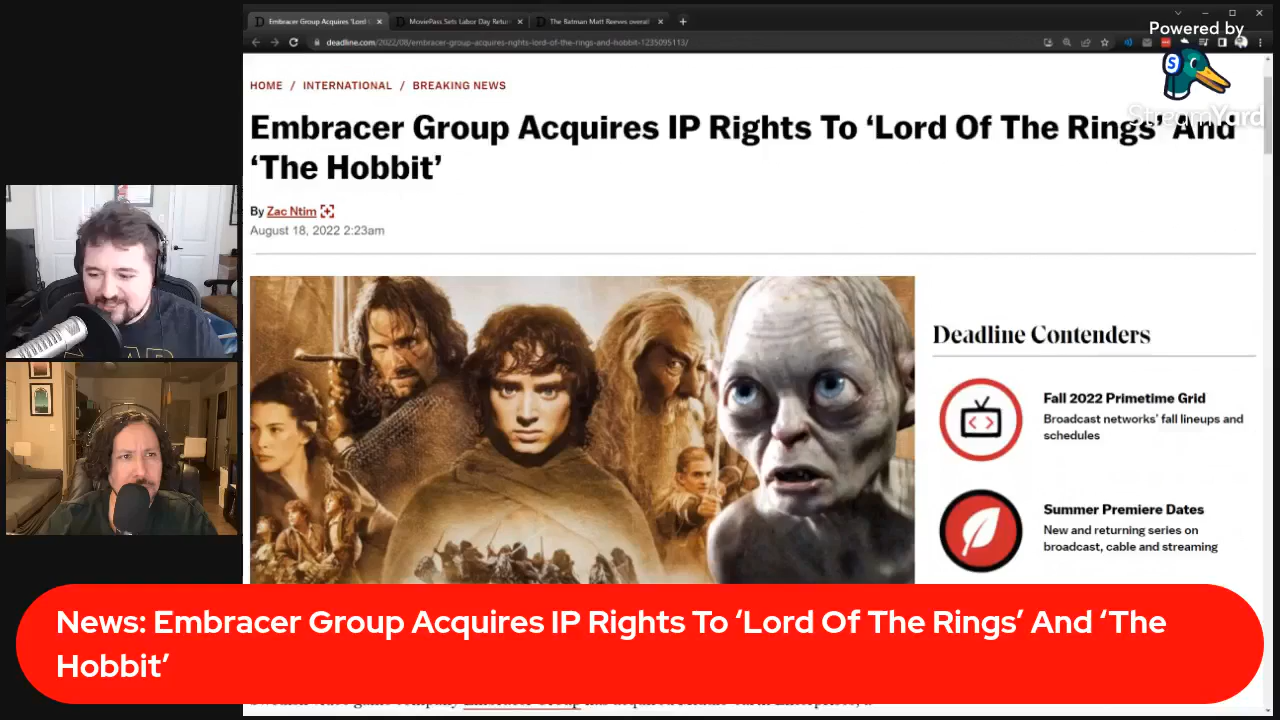 Embracer Group Acquires 'Lord
MoviePass Sets Labor Day Retur
The Batman Matt Reeves overall
deadline.com/2022/08/embracer-group-acquires-rights-lord-of-the-rings-and-hobbit-1235095113/
Powered by
StreamYard
HOME / INTERNATIONAL / BREAKING NEWS
Embracer Group Acquires IP Rights To ‘Lord Of The Rings’ And
‘The Hobbit’
By Zac Ntim
August 18, 2022 2:23am
Deadline Contenders
Fall 2022 Primetime Grid
Broadcast networks’ fall lineups and
schedules
Summer Premiere Dates
New and returning series on
broadcast, cable and streaming
News: Embracer Group Acquires IP Rights To ‘Lord Of The Rings’ And ‘The
Hobbit’